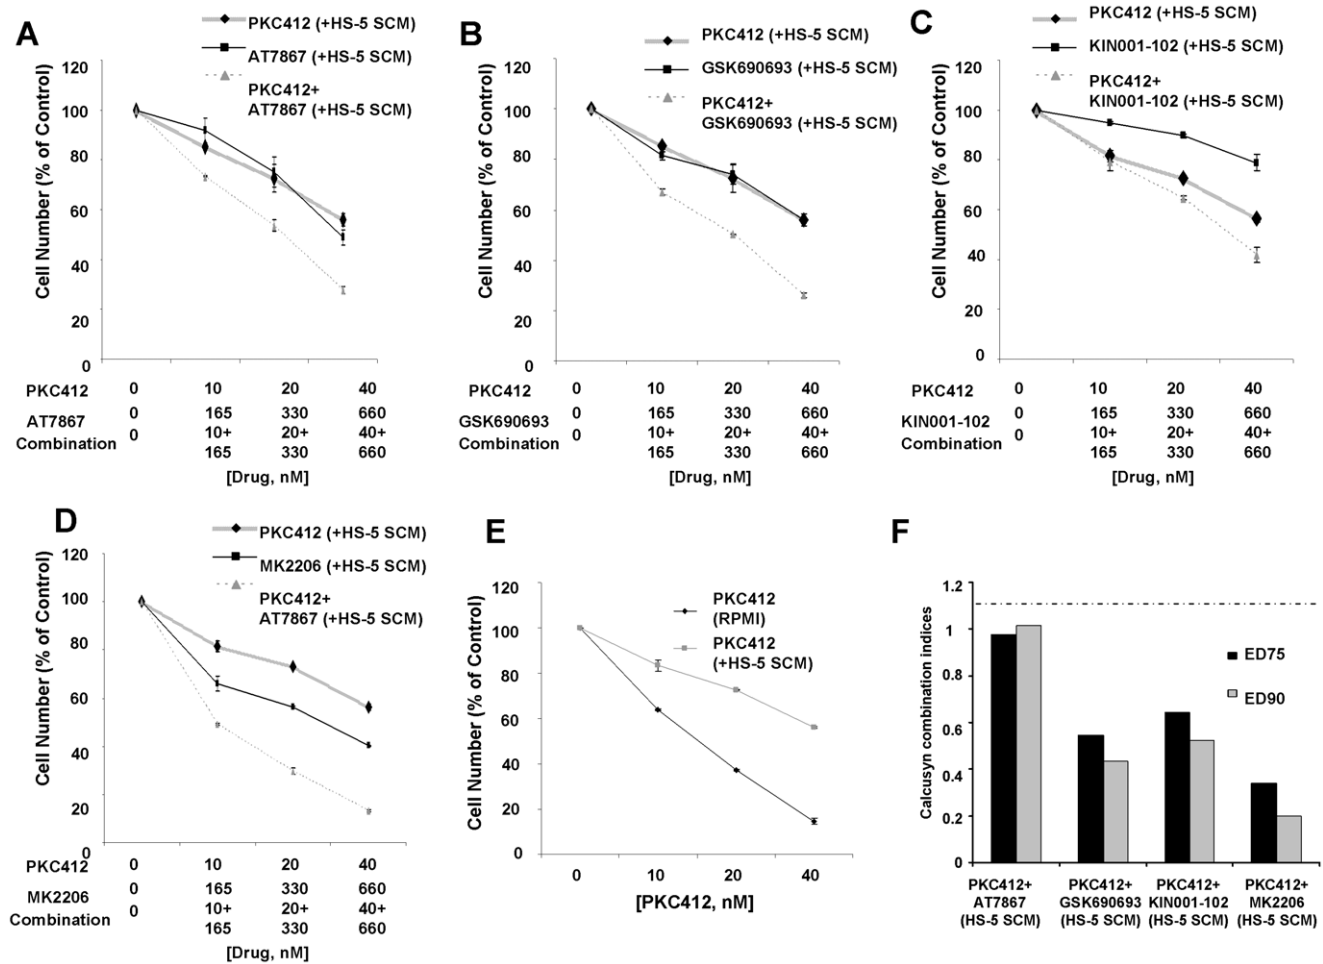 A
PKC412 (+HS-5 SCM)
AT7867 (+HS-5 SCM)
PKC412+
AT7867 (+HS-5 SCM)
Cell Number (% of Control)
120
100
80
60
40
20
0
PKC412 0 10 20 40
AT7867 0 165 330 660
Combination 0 10+ 20+ 40+
165 330 660
[Drug, nM]
B
PKC412 (+HS-5 SCM)
GSK690693 (+HS-5 SCM)
PKC412+
GSK690693 (+HS-5 SCM)
Cell Number (% of Control)
120
100
80
60
40
20
0
PKC412 0 10 20 40
GSK690693 0 165 330 660
Combination 0 10+ 20+ 40+
165 330 660
[Drug, nM]
C
PKC412 (+HS-5 SCM)
KIN001-102 (+HS-5 SCM)
PKC412+
KIN001-102 (+HS-5 SCM)
Cell Number (% of Control)
120
100
80
60
40
20
0
PKC412 0 10 20 40
KIN001-102 0 165 330 660
Combination 0 10+ 20+ 40+
165 330 660
[Drug, nM]
D
PKC412 (+HS-5 SCM)
MK2206 (+HS-5 SCM)
PKC412+
AT7867 (+HS-5 SCM)
Cell Number (% of Control)
120
100
80
60
40
20
0
PKC412 0 10 20 40
MK2206 0 165 330 660
Combination 0 10+ 20+ 40+
165 330 660
[Drug, nM]
E
PKC412
(RPMI)
PKC412
(+HS-5 SCM)
Cell Number (% of Control)
120
100
80
60
40
20
0
0 10 20 40
[PKC412, nM]
F
Calcusyn combination indices
1.2
1
0.8
0.6
0.4
0.2
0
ED75
ED90
PKC412+ PKC412+ PKC412+ PKC412+
AT7867 GSK690693 KIN001-102 MK2206
(HS-5 SCM) (HS-5 SCM) (HS-5 SCM) (HS-5 SCM)